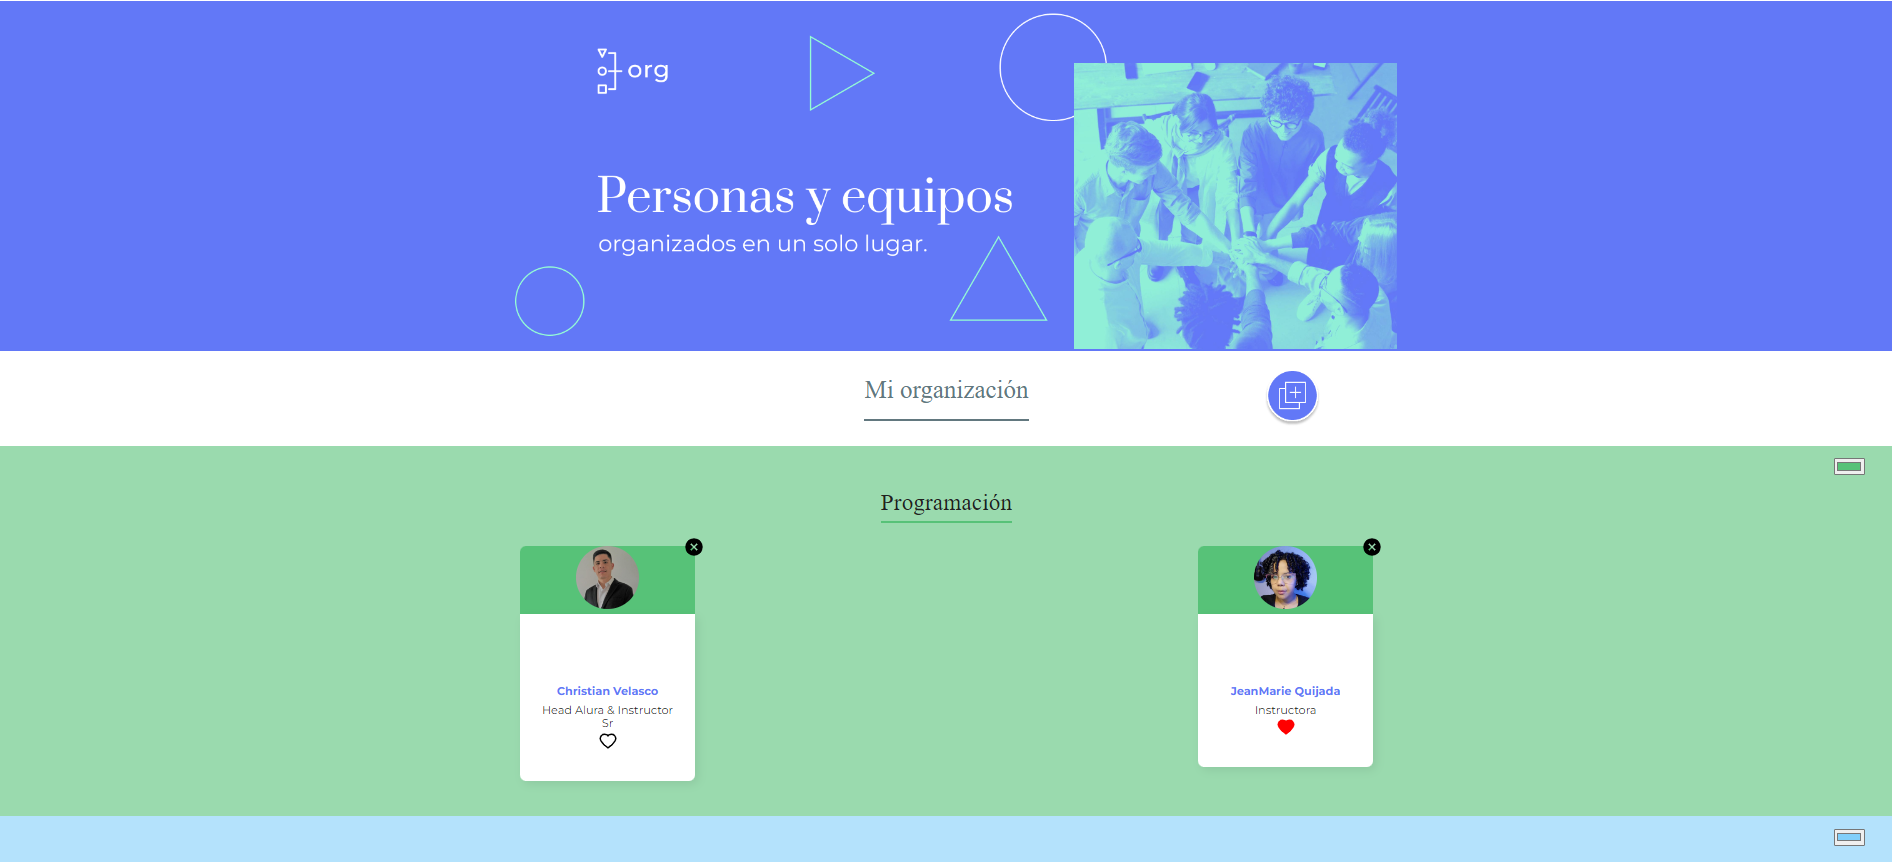 org
Personas y equipos
organizados en un solo lugar.
Mi organización
Programación
Christian Velasco
Head Alura & Instructor
Sr
JeanMarie Quijada
Instructora